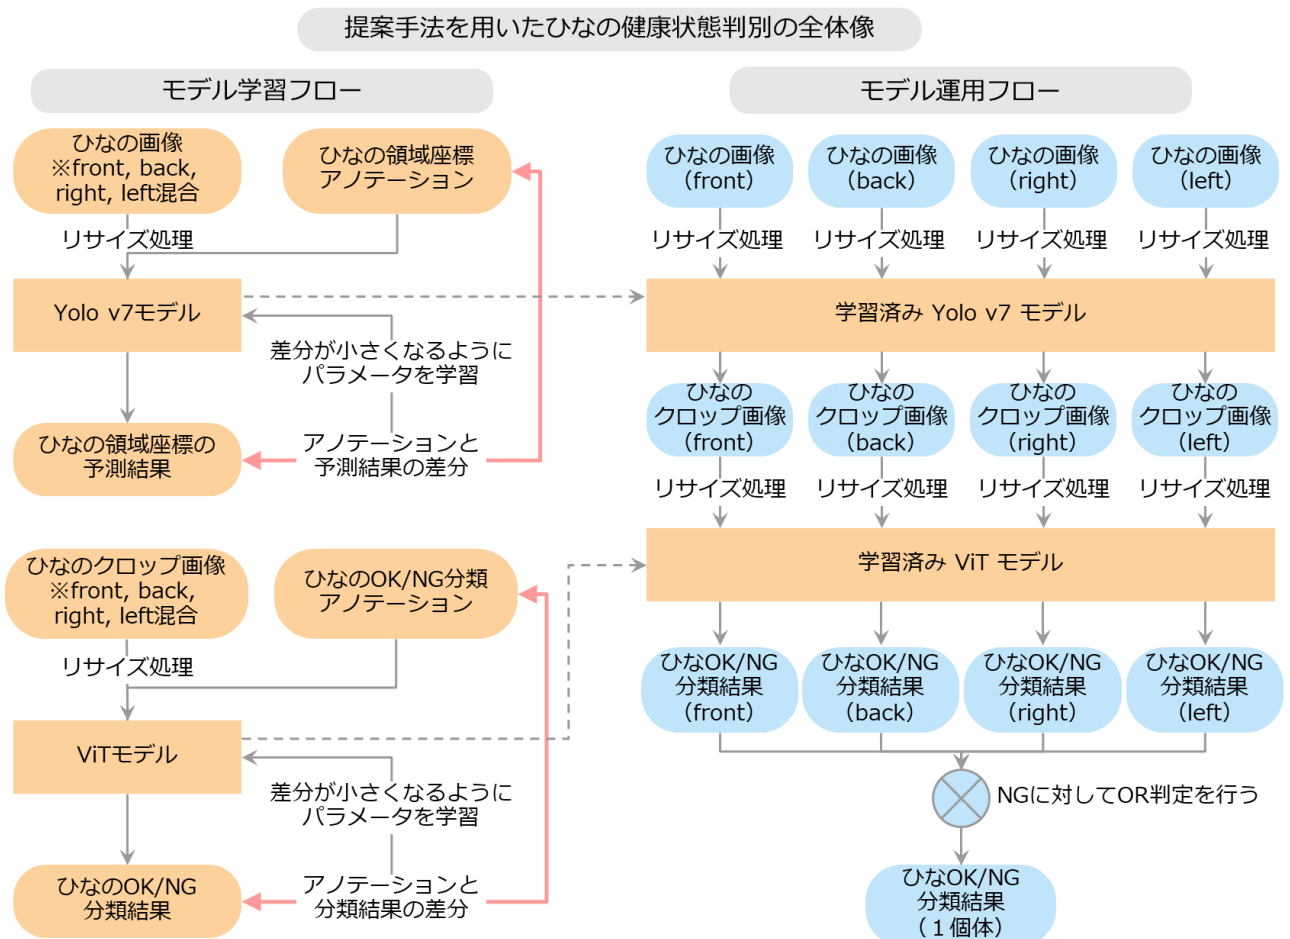 提案手法を用いたひなの健康状態判別の全体像
モデル学習フロー
ひなの画像
※front, back,
right, left混合
ひなの領域座標
アノテーション
リサイズ処理
Yolo v7モデル
差分が小さくなるように
パラメータを学習
ひなの領域座標の
予測結果
アノテーションと
予測結果の差分
ひなのクロップ画像
※front, back,
right, left混合
ひなのOK/NG分類
アノテーション
リサイズ処理
ViTモデル
差分が小さくなるように
パラメータを学習
ひなのOK/NG
分類結果
アノテーションと
分類結果の差分
モデル運用フロー
ひなの画像
（front）
ひなの画像
（back）
ひなの画像
（right）
ひなの画像
（left）
リサイズ処理
リサイズ処理
リサイズ処理
リサイズ処理
学習済み Yolo v7 モデル
ひなの
クロップ画像
（front）
ひなの
クロップ画像
（back）
ひなの
クロップ画像
（right）
ひなの
クロップ画像
（left）
リサイズ処理
リサイズ処理
リサイズ処理
リサイズ処理
学習済み ViT モデル
ひなOK/NG
分類結果
（front）
ひなOK/NG
分類結果
（back）
ひなOK/NG
分類結果
（right）
ひなOK/NG
分類結果
（left）
NGに対してOR判定を行う
ひなOK/NG
分類結果
（１個体）